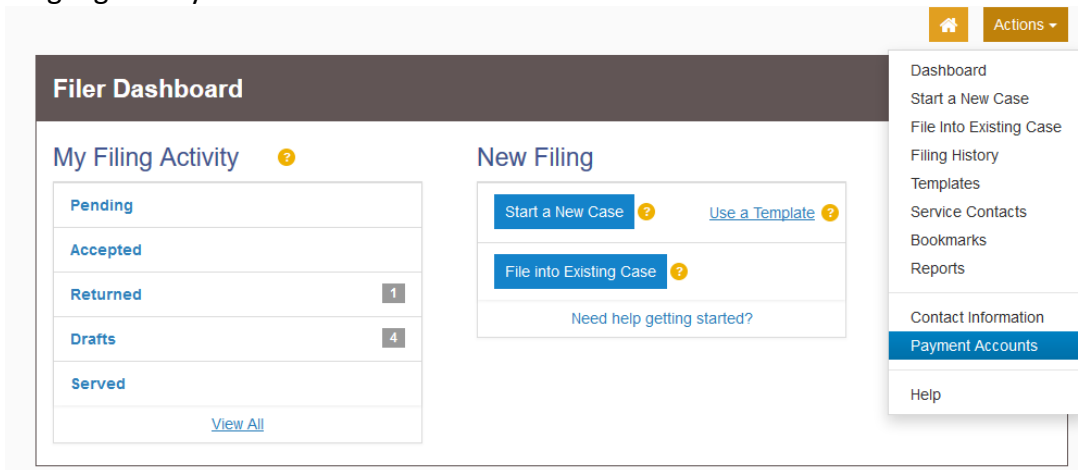 Actions
Filer Dashboard
My Filing Activity ?
Pending
Accepted
Returned 1
Drafts 4
Served
View All
New Filing
Start a New Case ? Use a Template ?
File into Existing Case ?
Need help getting started?
Dashboard
Start a New Case
File Into Existing Case
Filing History
Templates
Service Contacts
Bookmarks
Reports
Contact Information
Payment Accounts
Help